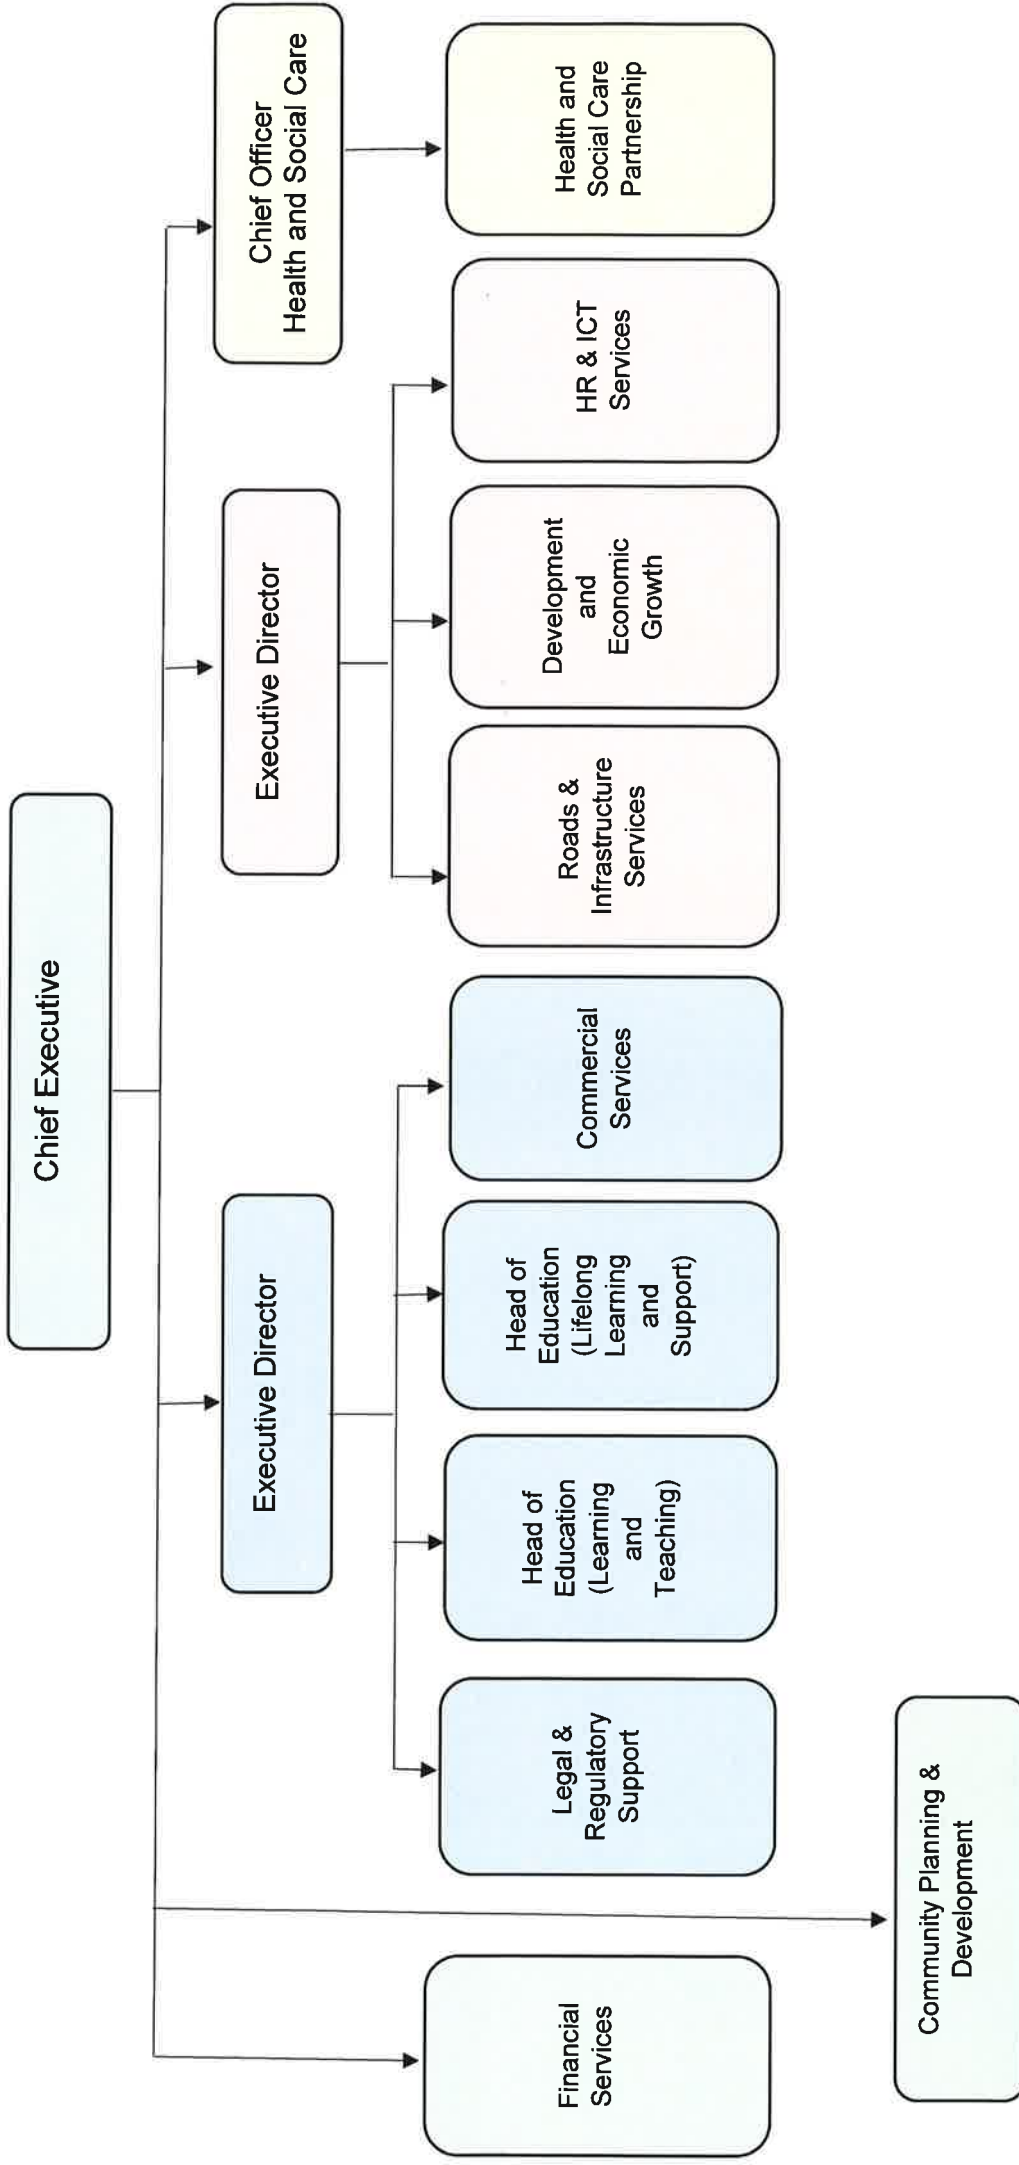 Chief Executive
Executive Director
Executive Director
Chief Officer
Health and Social Care
Financial
Services
Legal &
Regulatory
Support
Head of
Education
(Learning
and
Teaching)
Head of
Education
(Lifelong
Learning
and
Support)
Commercial
Services
Roads &
Infrastructure
Services
Development
and
Economic
Growth
HR & ICT
Services
Health and
Social Care
Partnership
Community Planning &
Development